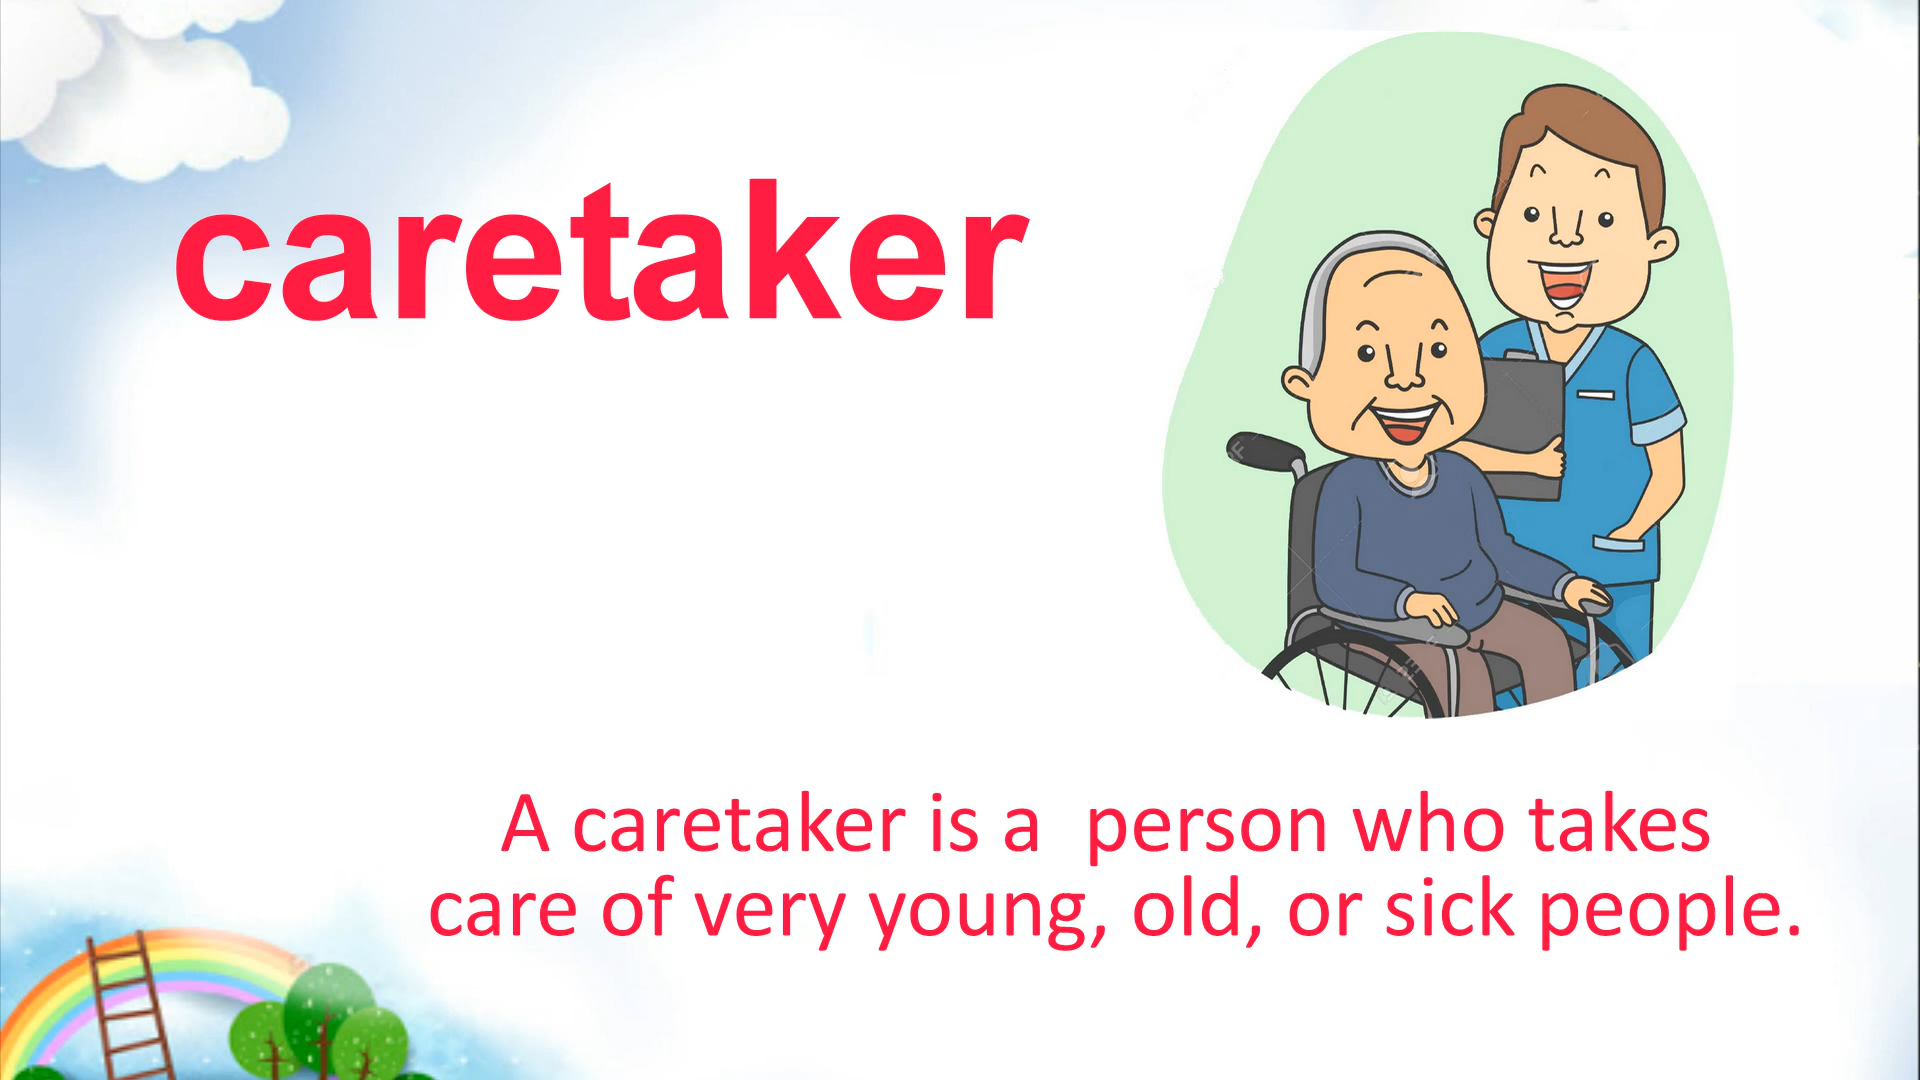 caretaker
A caretaker is a  person who takes
care of very young, old, or sick people.